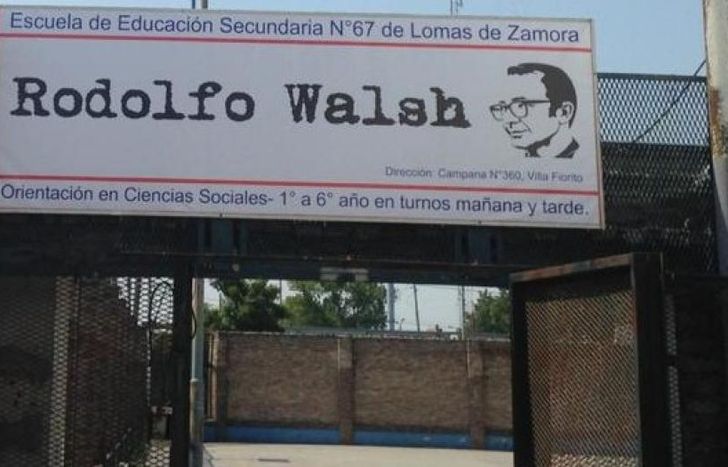 Escuela de Educación Secundaria N°67 de Lomas de Zamora
Rodolfo Walsh
Dirección: Campana N°360, Villa Fiorito
Orientación en Ciencias Sociales- 1° a 6° año en turnos mañana y tarde.